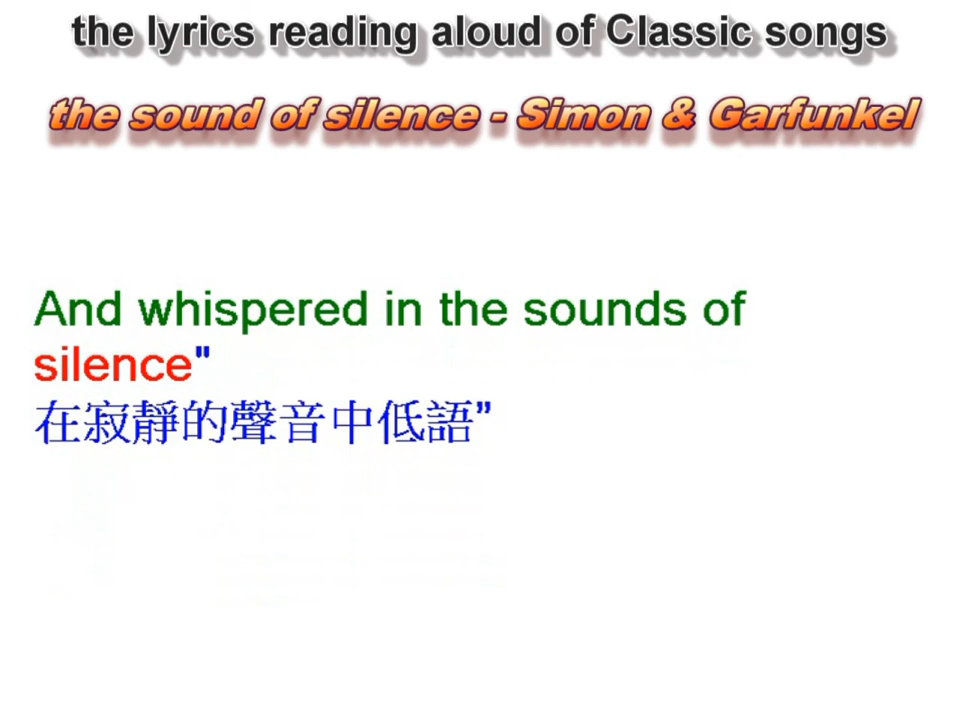 the lyrics reading aloud of Classic songs
the sound of silence - Simon & Garfunkel
And whispered in the sounds of
silence"
在寂靜的聲音中低語”